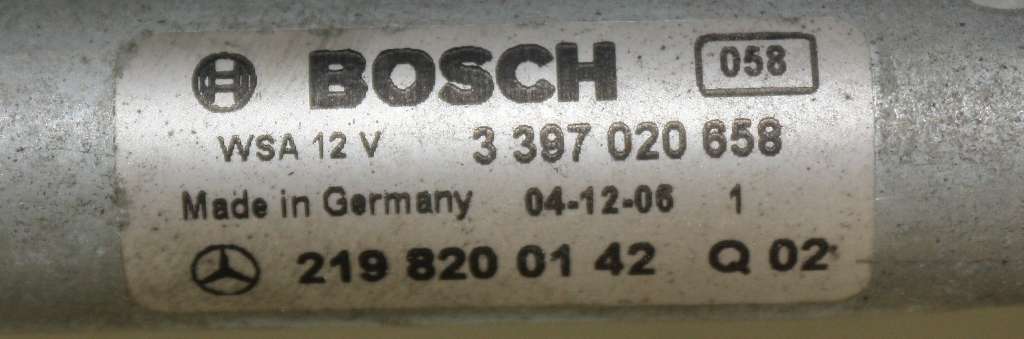 BOSCH 058
WSA 12 V 3 397 020 658
Made in Germany 04-12-06 1
219 820 01 42 Q 02